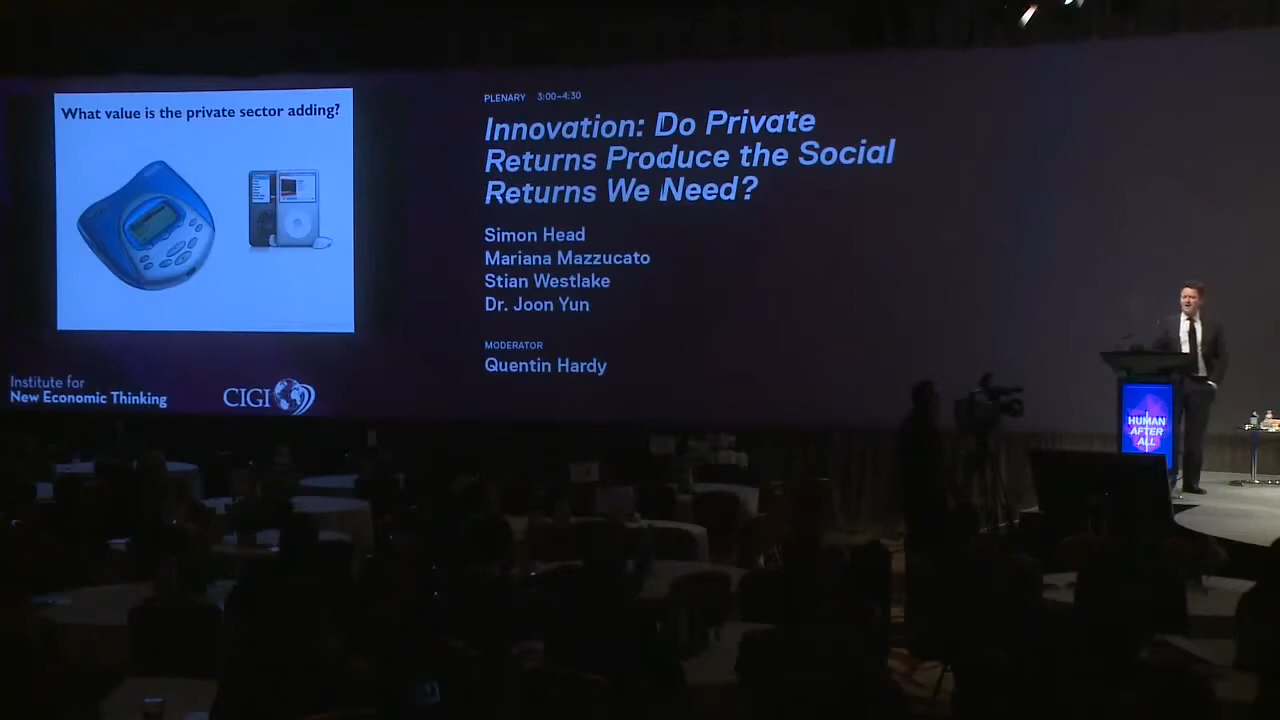 What value is the private sector adding?
PLENARY 3:00–4:30
Innovation: Do Private
Returns Produce the Social
Returns We Need?
Simon Head
Mariana Mazzucato
Stian Westlake
Dr. Joon Yun
MODERATOR
Quentin Hardy
Institute for
New Economic Thinking
CIGI
HUMAN
AFTER
ALL